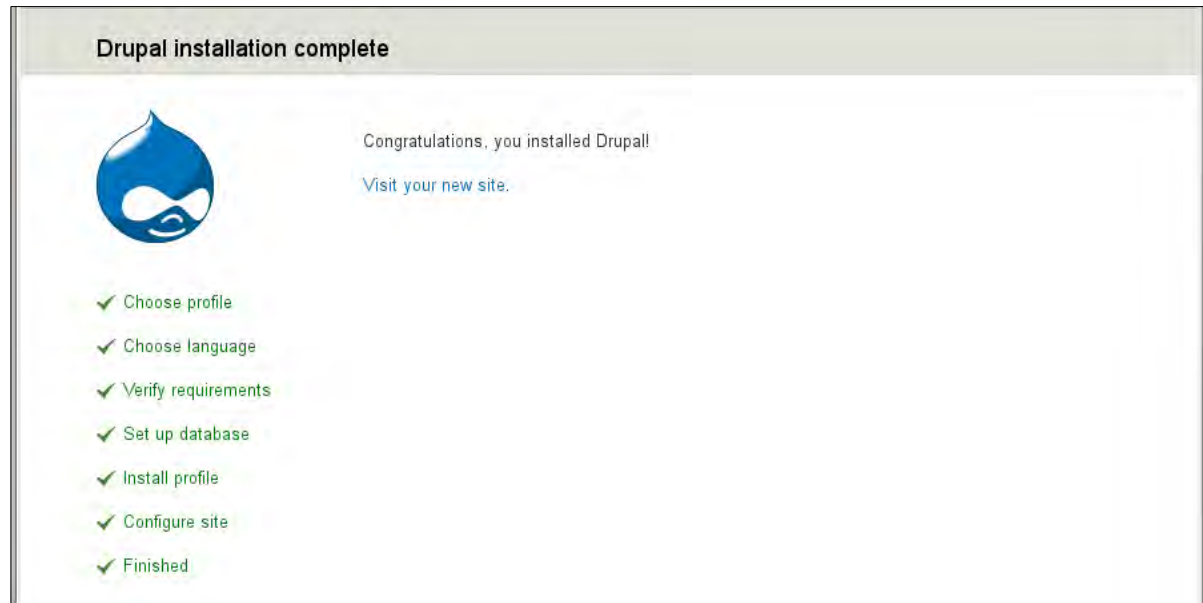 Drupal installation complete
Congratulations, you installed Drupal!
Visit your new site.
Choose profile
Choose language
Verify requirements
Set up database
Install profile
Configure site
Finished